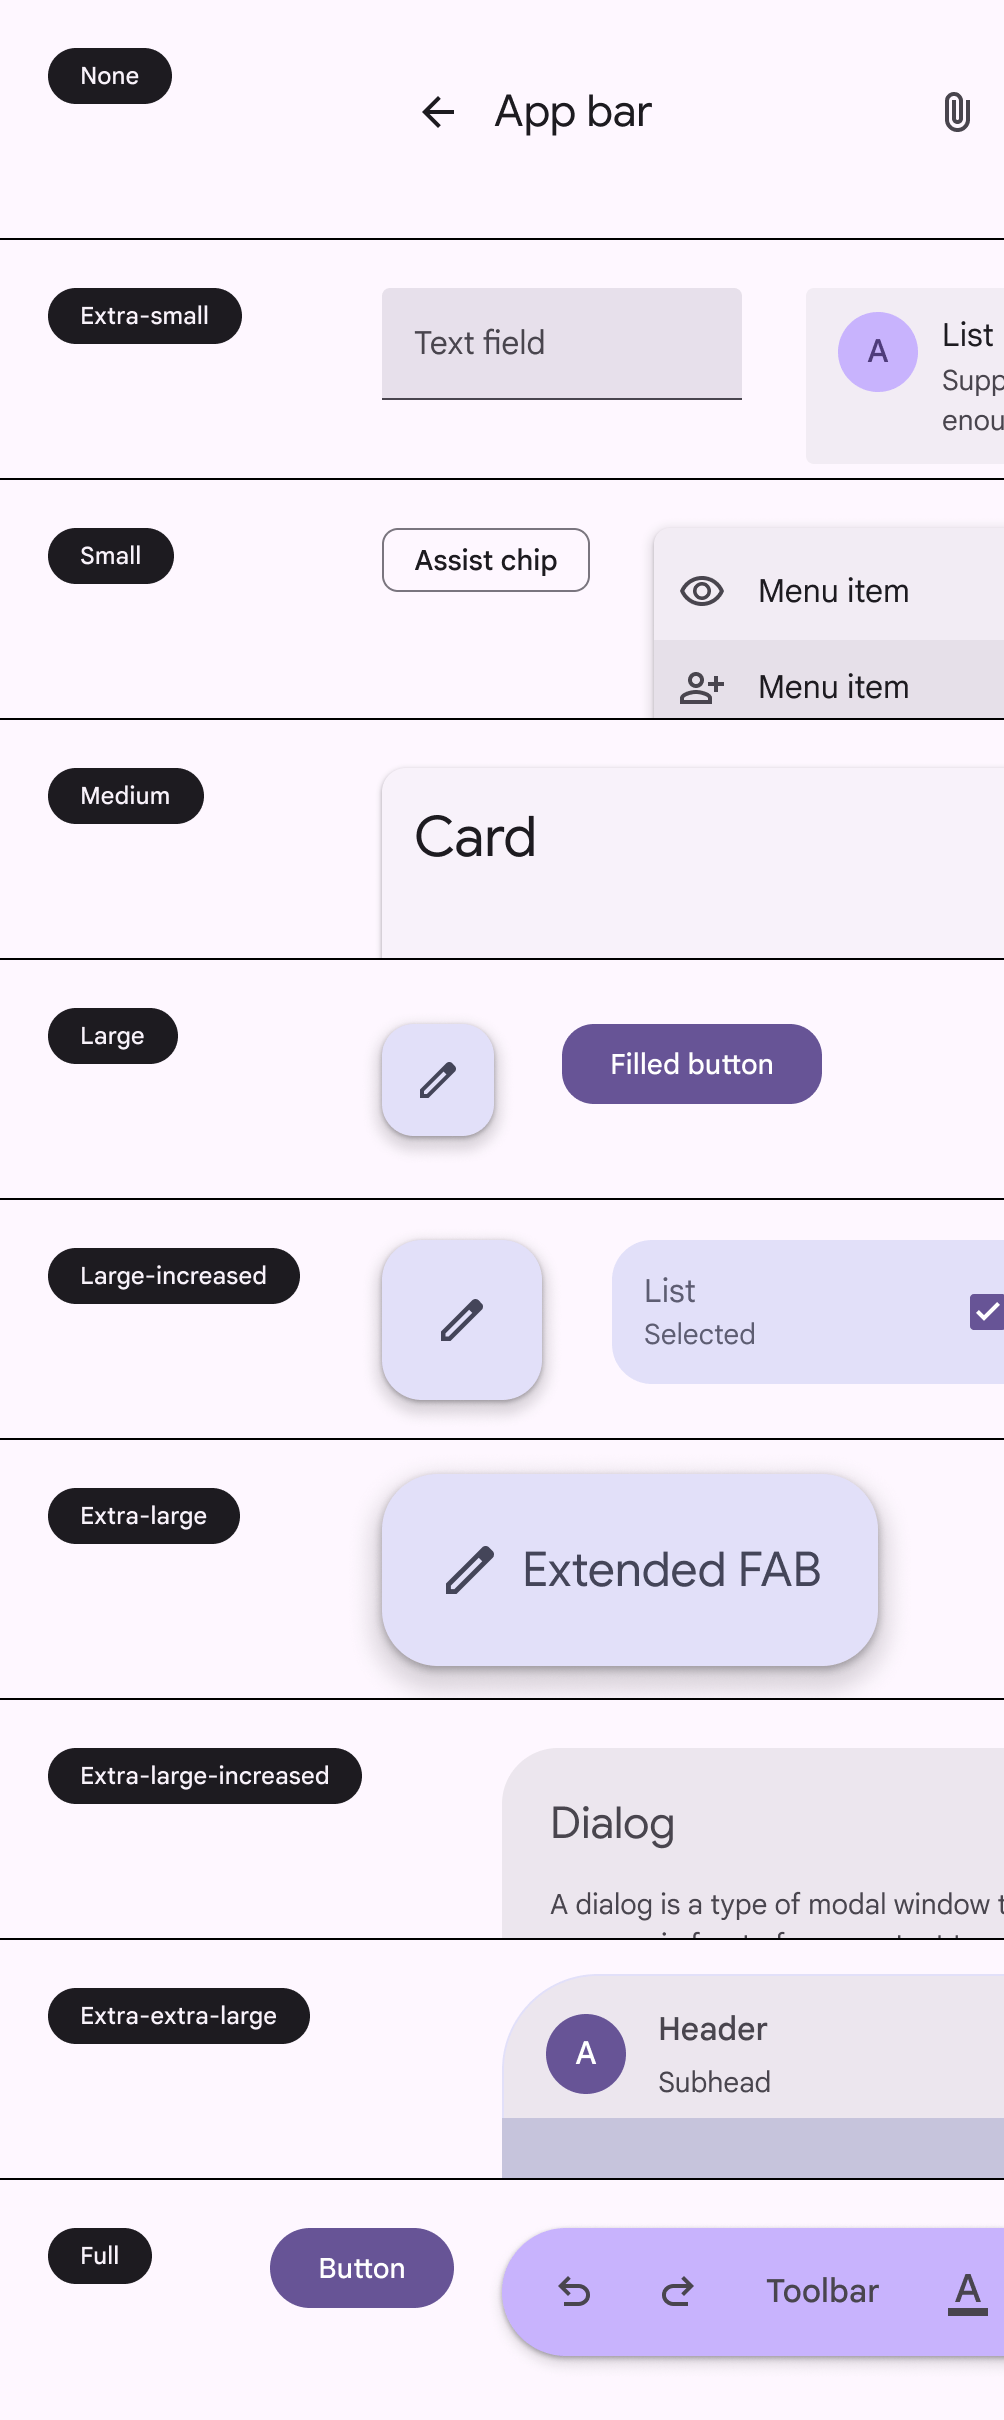 None
App bar
Extra-small
Text field
A
List
Supp
enou
Small
Assist chip
Menu item
Menu item
Medium
Card
Large
Filled button
Large-increased
List
Selected
Extra-large
Extended FAB
Extra-large-increased
Dialog
A dialog is a type of modal window t
Extra-extra-large
A
Header
Subhead
Full
Button
Toolbar
A